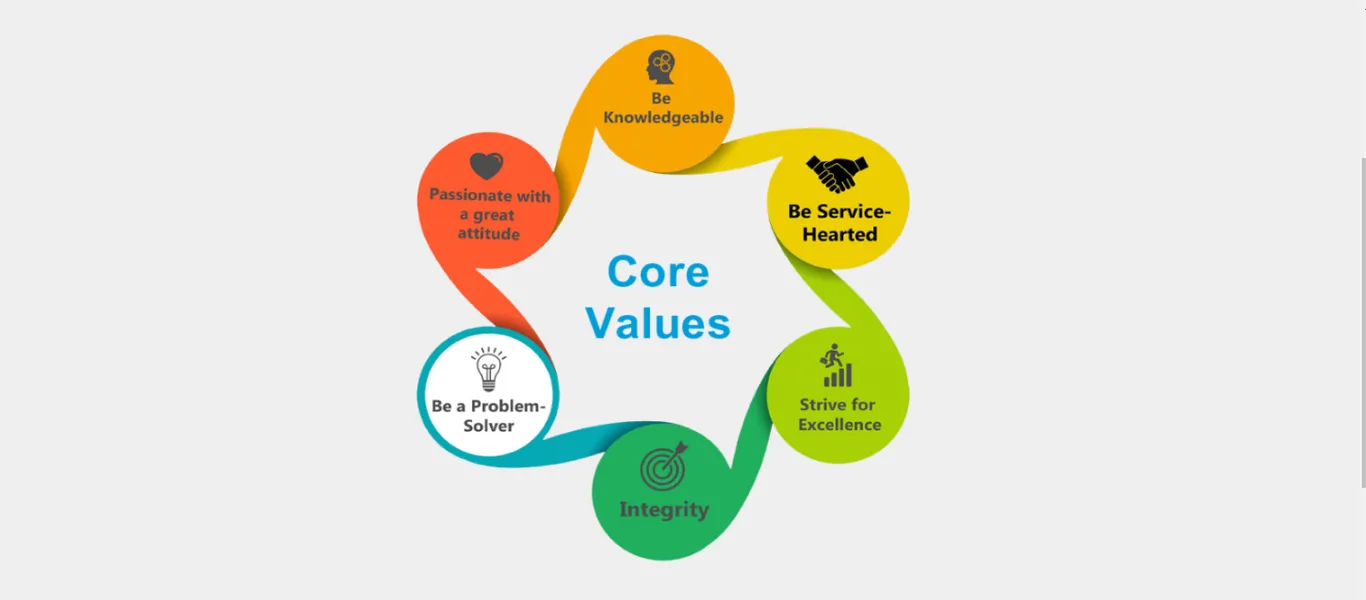 Be
Knowledgeable
Passionate with
a great
attitude
Be Service-
Hearted
Core
Values
Be a Problem-
Solver
Strive for
Excellence
Integrity